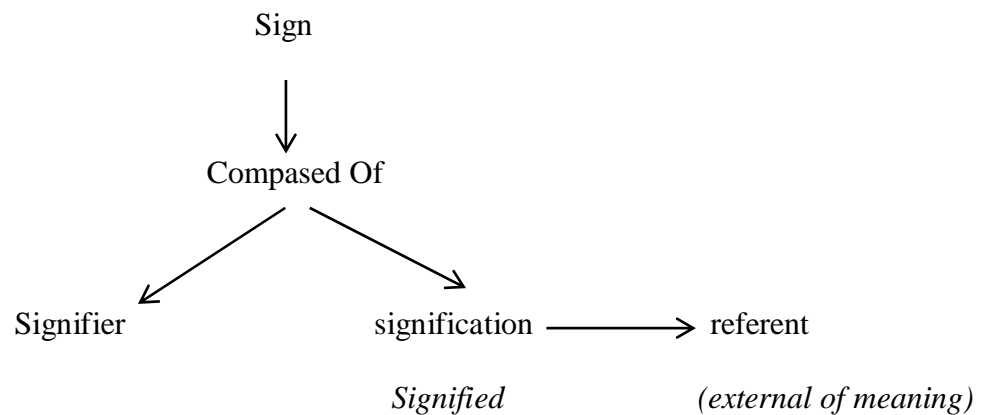 Sign
Compased Of
Signifier signification referent
Signified (external of meaning)